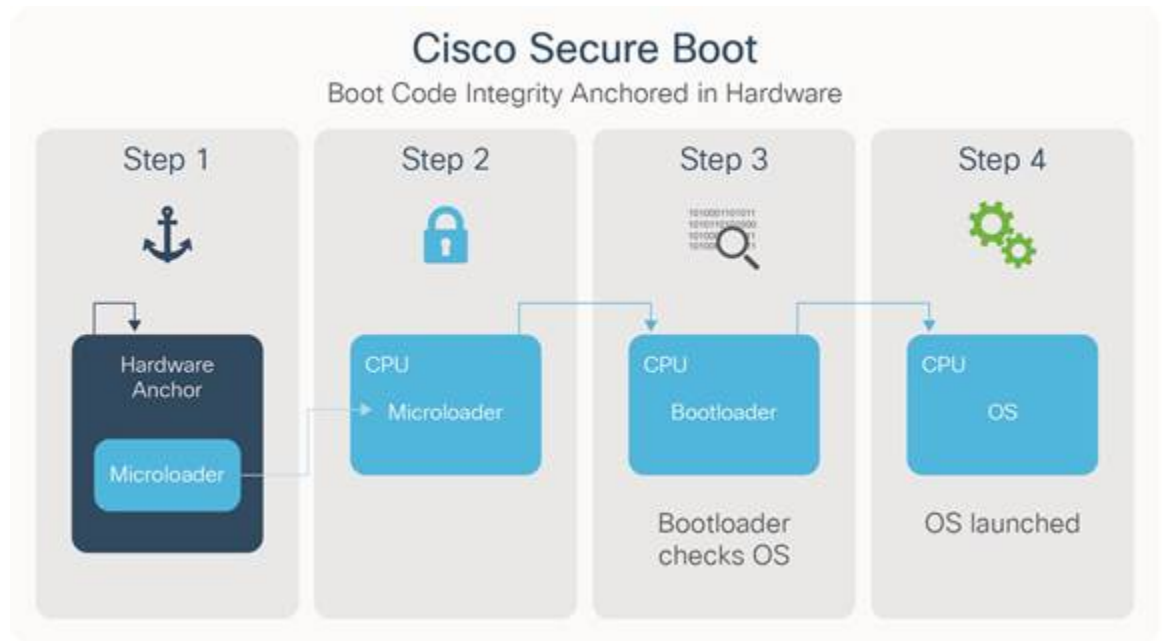 Cisco Secure Boot
Boot Code Integrity Anchored in Hardware
Step 1
Hardware
Anchor
Microloader
Step 2
CPU
Microloader
Step 3
CPU
Bootloader
Bootloader
checks OS
Step 4
CPU
OS
OS launched